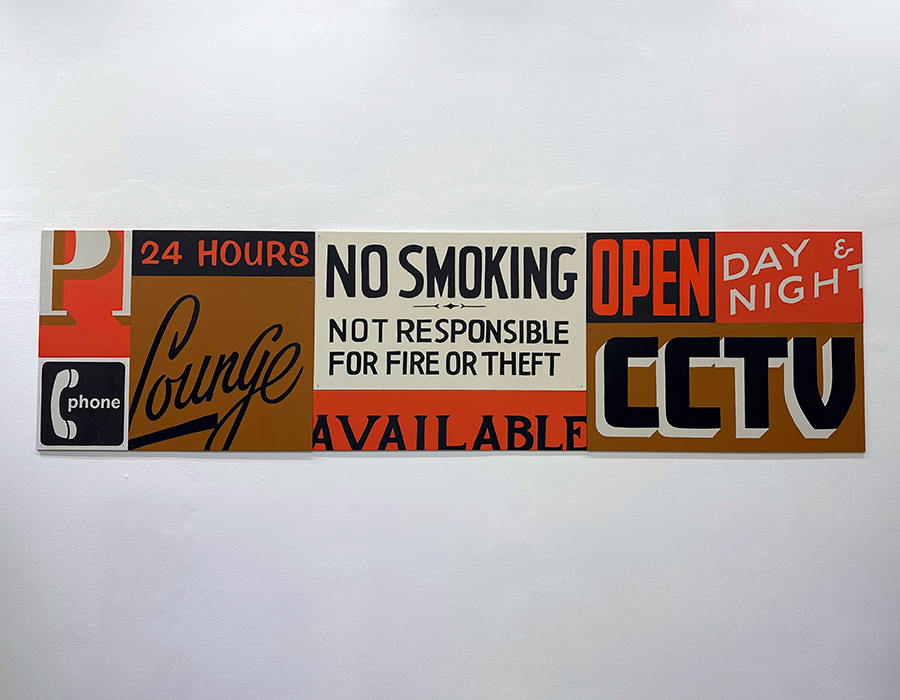 P
phone
24 HOURS
Lounge
NO SMOKING
NOT RESPONSIBLE
FOR FIRE OR THEFT
AVAILABLE
OPEN
DAY &
NIGHT
CCTV